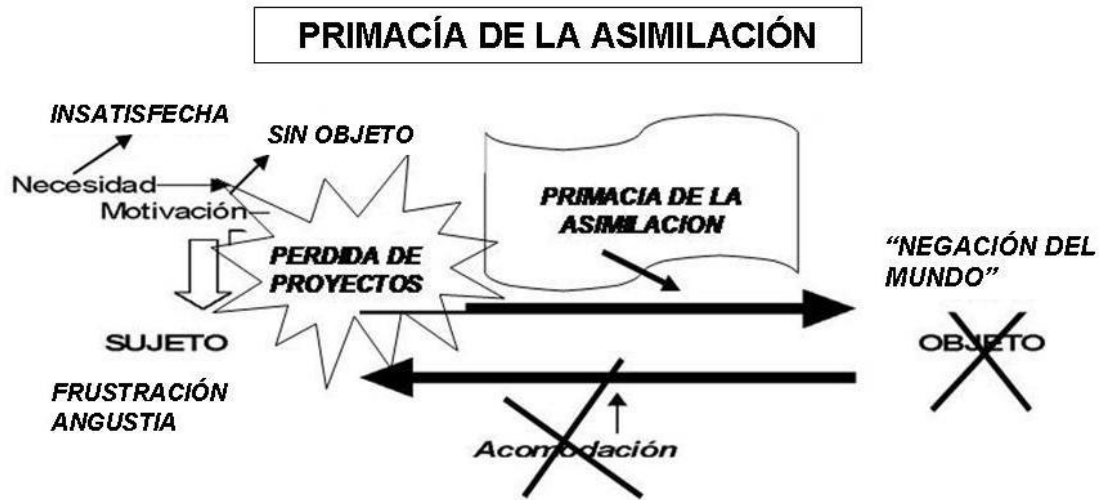 PRIMACÍA DE LA ASIMILACIÓN
INSATISFECHA
SIN OBJETO
Necesidad
Motivación
PRIMACIA DE LA
ASIMILACION
PERDIDA DE
PROYECTOS
“NEGACIÓN DEL
MUNDO”
SUJETO
OBJETO
FRUSTRACIÓN
ANGUSTIA
Acomodación